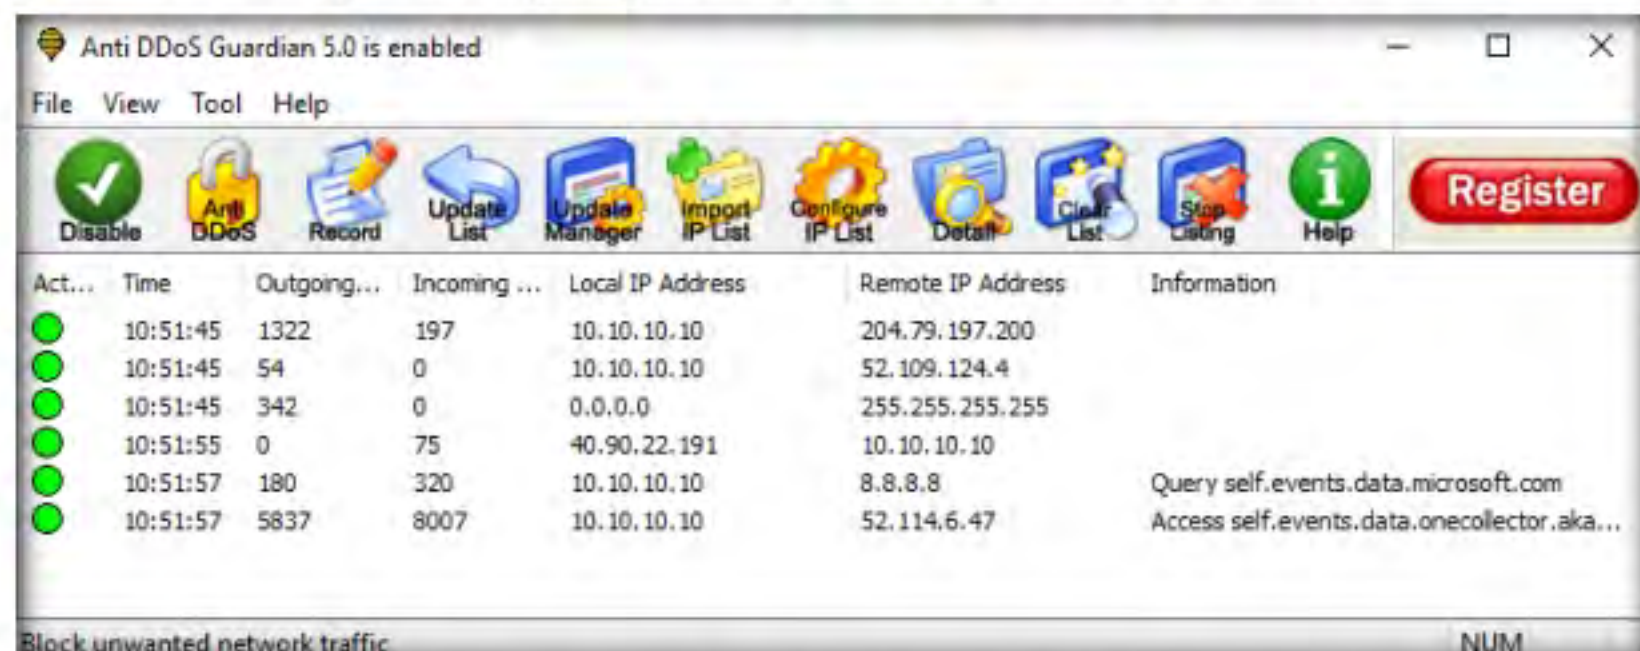 Anti DDoS Guardian 5.0 is enabled
File View Tool Help
Disable Anti DDoS Record Update List Update Manager Import IP List Configure IP List Detail Clear List Stop Listing Help Register
Act... Time Outgoing... Incoming ... Local IP Address Remote IP Address Information
10:51:45 1322 197 10.10.10.10 204.79.197.200
10:51:45 54 0 10.10.10.10 52.109.124.4
10:51:45 342 0 0.0.0.0 255.255.255.255
10:51:55 0 75 40.90.22.191 10.10.10.10
10:51:57 180 320 10.10.10.10 8.8.8.8 Query self.events.data.microsoft.com
10:51:57 5837 8007 10.10.10.10 52.114.6.47 Access self.events.data.onecollector.aka...
Block unwanted network traffic NUM